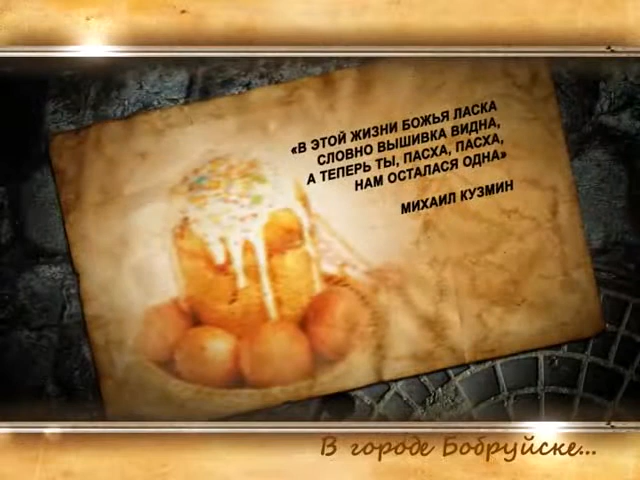 «В ЭТОЙ ЖИЗНИ БОЖЬЯ ЛАСКА
СЛОВНО ВЫШИВКА ВИДНА,
А ТЕПЕРЬ ТЫ, ПАСХА, ПАСХА,
НАМ ОСТАЛАСЯ ОДНА»
МИХАИЛ КУЗМИН
В городе Бобруйске...